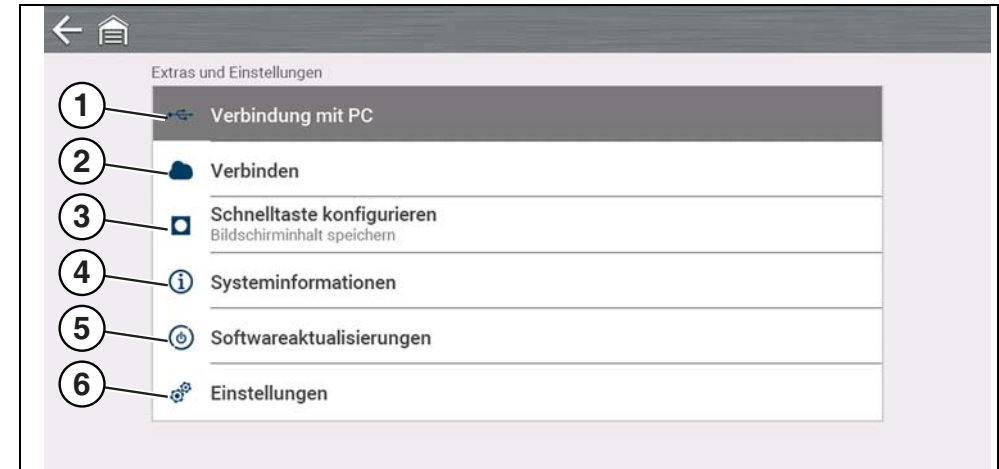 Extras und Einstellungen
1
Verbindung mit PC
2
Verbinden
3
Schnelltaste konfigurieren
Bildschirminhalt speichern
4
Systeminformationen
5
Softwareaktualisierungen
6
Einstellungen